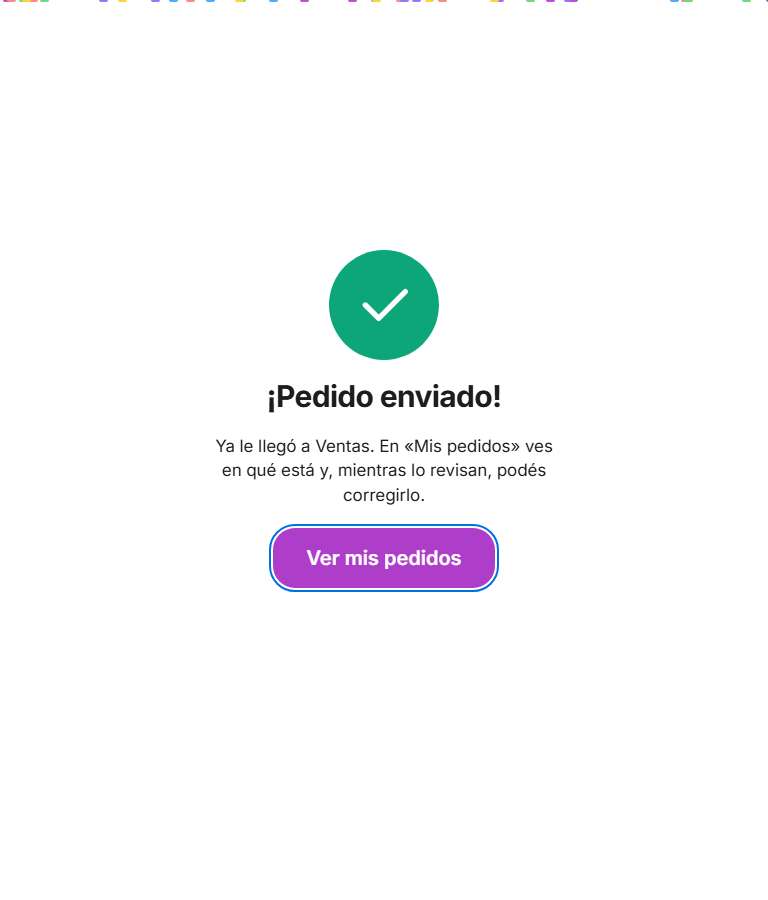 ¡Pedido enviado!
Ya le llegó a Ventas. En «Mis pedidos» ves
en qué está y, mientras lo revisan, podés
corregirlo.
Ver mis pedidos